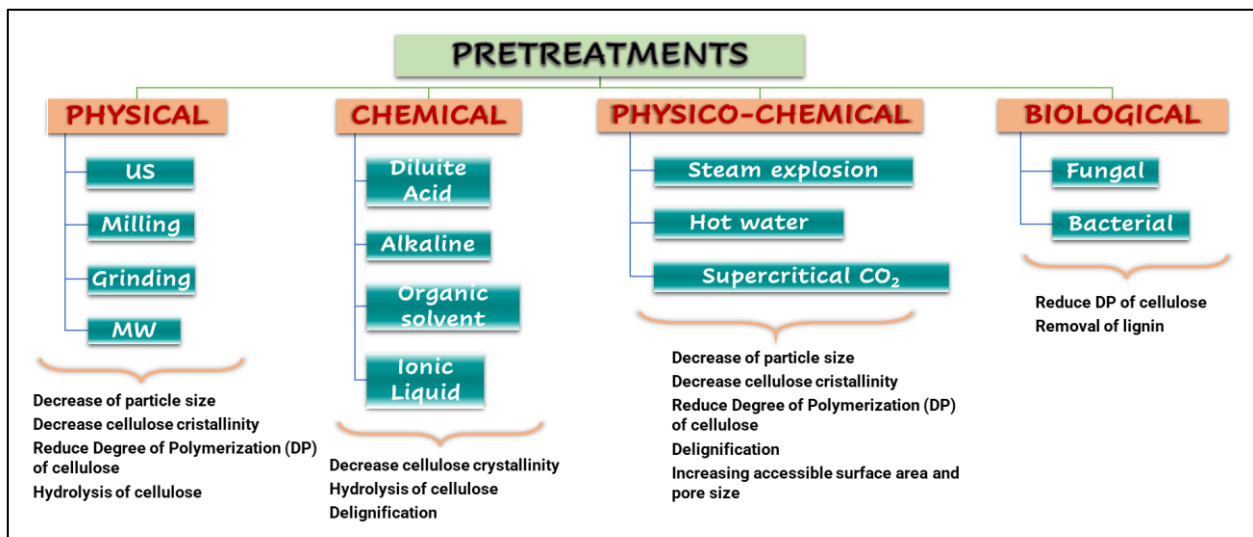 PRETREATMENTS
PHYSICAL
US
Milling
Grinding
MW
Decrease of particle size
Decrease cellulose cristallinity
Reduce Degree of Polymerization (DP)
of cellulose
Hydrolysis of cellulose
CHEMICAL
Diluite
Acid
Alkaline
Organic
solvent
Ionic
Liquid
Decrease cellulose crystallinity
Hydrolysis of cellulose
Delignification
PHYSICO-CHEMICAL
Steam explosion
Hot water
Supercritical CO₂
Decrease of particle size
Decrease cellulose cristallinity
Reduce Degree of Polymerization (DP)
of cellulose
Delignification
Increasing accessible surface area and
pore size
BIOLOGICAL
Fungal
Bacterial
Reduce DP of cellulose
Removal of lignin